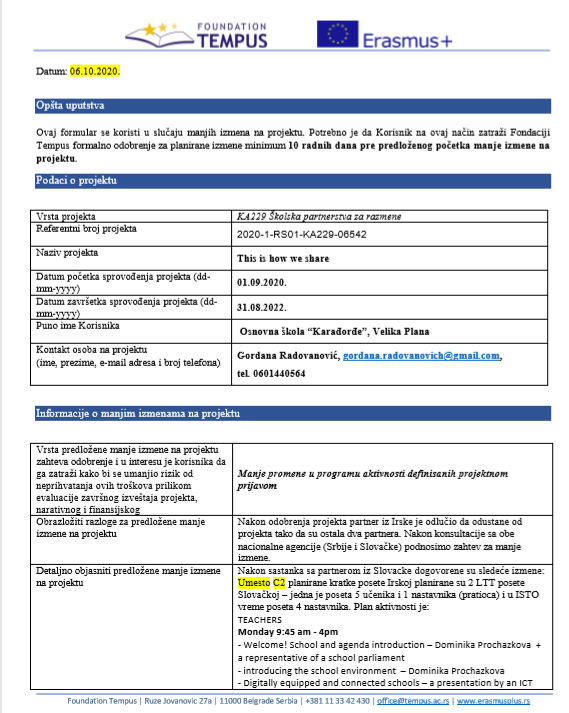 FOUNDATION
TEMPUS
Erasmus+
Datum: 06.10.2020.
Opšta uputstva
Ovaj formular se koristi u slučaju manjih izmena na projektu. Potrebno je da Korisnik na ovaj način zatraži Fondaciji
Tempus formalno odobrenje za planirane izmene minimum 10 radnih dana pre predloženog početka manje izmene na
projektu.
Podaci o projektu
Vrsta projekta
KA229 Školska partnerstva za razmene
Referentni broj projekta
2020-1-RS01-KA229-06542
Naziv projekta
This is how we share
Datum početka sprovođenja projekta (dd-
mm-yyyy)
01.09.2020.
Datum završetka sprovođenja projekta (dd-
mm-yyyy)
31.08.2022.
Puno ime Korisnika
Osnovna škola “Karađorđe”, Velika Plana
Kontakt osoba na projektu
(ime, prezime, e-mail adresa i broj telefona)
Gordana Radovanović, gordana.radovanovich@gmail.com,
tel. 0601440564
Informacije o manjim izmenama na projektu
Vrsta predložene manje izmene na projektu
zahteva odobrenje i u interesu je korisnika da
ga zatraži kako bi se umanjio rizik od
neprihvatanja ovih troškova prilikom
evaluacije završnog izveštaja projekta,
narativnog i finansijskog
Manje promene u programu aktivnosti definisanih projektnom
prijavom
Obrazložiti razloge za predložene manje
izmene na projektu
Nakon odobrenja projekta partner iz Irske je odlučio da odustane od
projekta tako da su ostala dva partnera. Nakon konsultacije sa obe
nacionalne agencije (Srbije i Slovačke) podnosimo zahtev za manje
izmene.
Detaljno objasniti predložene manje izmene
na projektu
Nakon sastanka sa partnerom iz Slovacke dogovorene su sledeće izmene:
Umesto C2 planirane kratke posete Irskoj planirane su 2 LTT posete
Slovačkoj – jedna je poseta 5 učenika i 1 nastavnika (pratioca) i u ISTO
vreme poseta 4 nastavnika. Plan aktivnosti je:
TEACHERS
Monday 9:45 am - 4pm
- Welcome! School and agenda introduction – Dominika Prochazkova +
a representative of a school parliament
- introducing the school environment – Dominika Prochazkova
- Digitally equipped and connected schools – a presentation by an ICT
Foundation Tempus | Ruze Jovanovic 27a | 11000 Belgrade Serbia | +381 11 33 42 430 | office@tempus.ac.rs | www.erasmusplus.rs